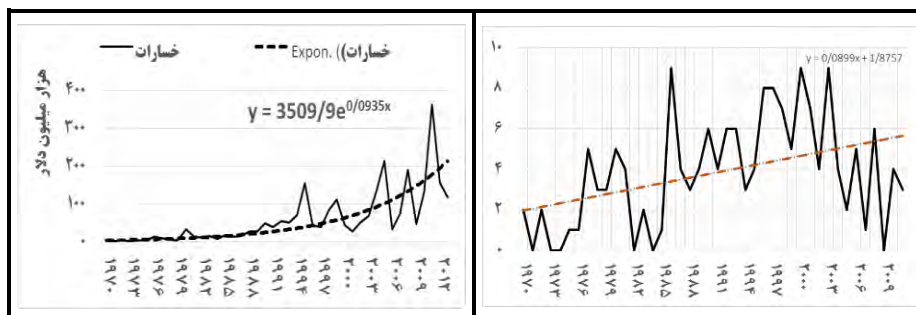 خسارات
Expon. (خسارات)
هزار میلیون دلار
y = 3509/9e0/0935x
۴۰۰
۳۰۰
۲۰۰
۱۰۰
۰
۱۹۷۰ ۱۹۷۳ ۱۹۷۶ ۱۹۷۹ ۱۹۸۲ ۱۹۸۵ ۱۹۸۸ ۱۹۹۱ ۱۹۹۴ ۱۹۹۷ ۲۰۰۰ ۲۰۰۳ ۲۰۰۶ ۲۰۰۹ ۲۰۱۲
y = 0/0899x + 1/8757
۱۰
۸
۶
۴
۲
۰
۱۹۷۰ ۱۹۷۳ ۱۹۷۶ ۱۹۷۹ ۱۹۸۲ ۱۹۸۵ ۱۹۸۸ ۱۹۹۱ ۱۹۹۴ ۱۹۹۷ ۲۰۰۰ ۲۰۰۳ ۲۰۰۶ ۲۰۰۹